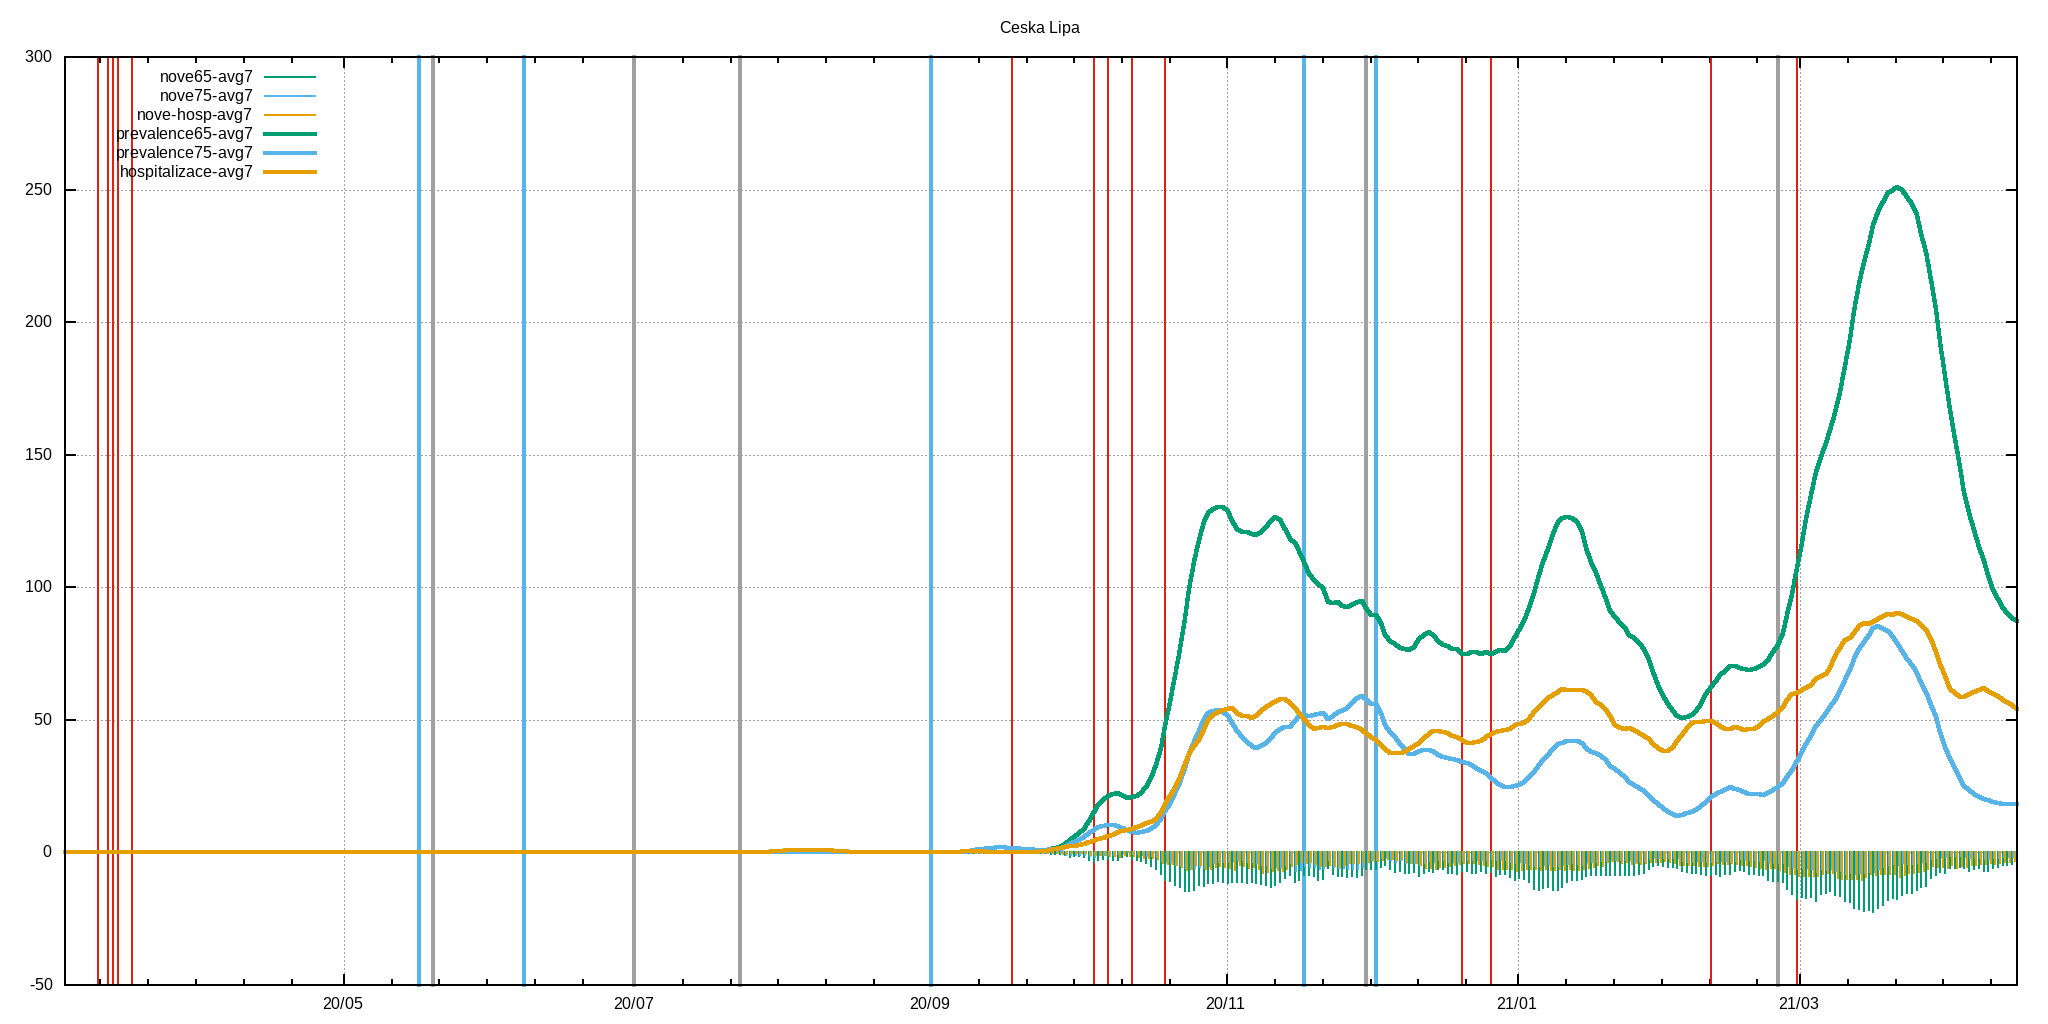 Ceska Lipa
300
nove65-avg7
nove75-avg7
nove-hosp-avg7
prevalence65-avg7
prevalence75-avg7
hospitalizace-avg7
250
200
150
100
50
0
-50
20/05 20/07 20/09 20/11 21/01 21/03